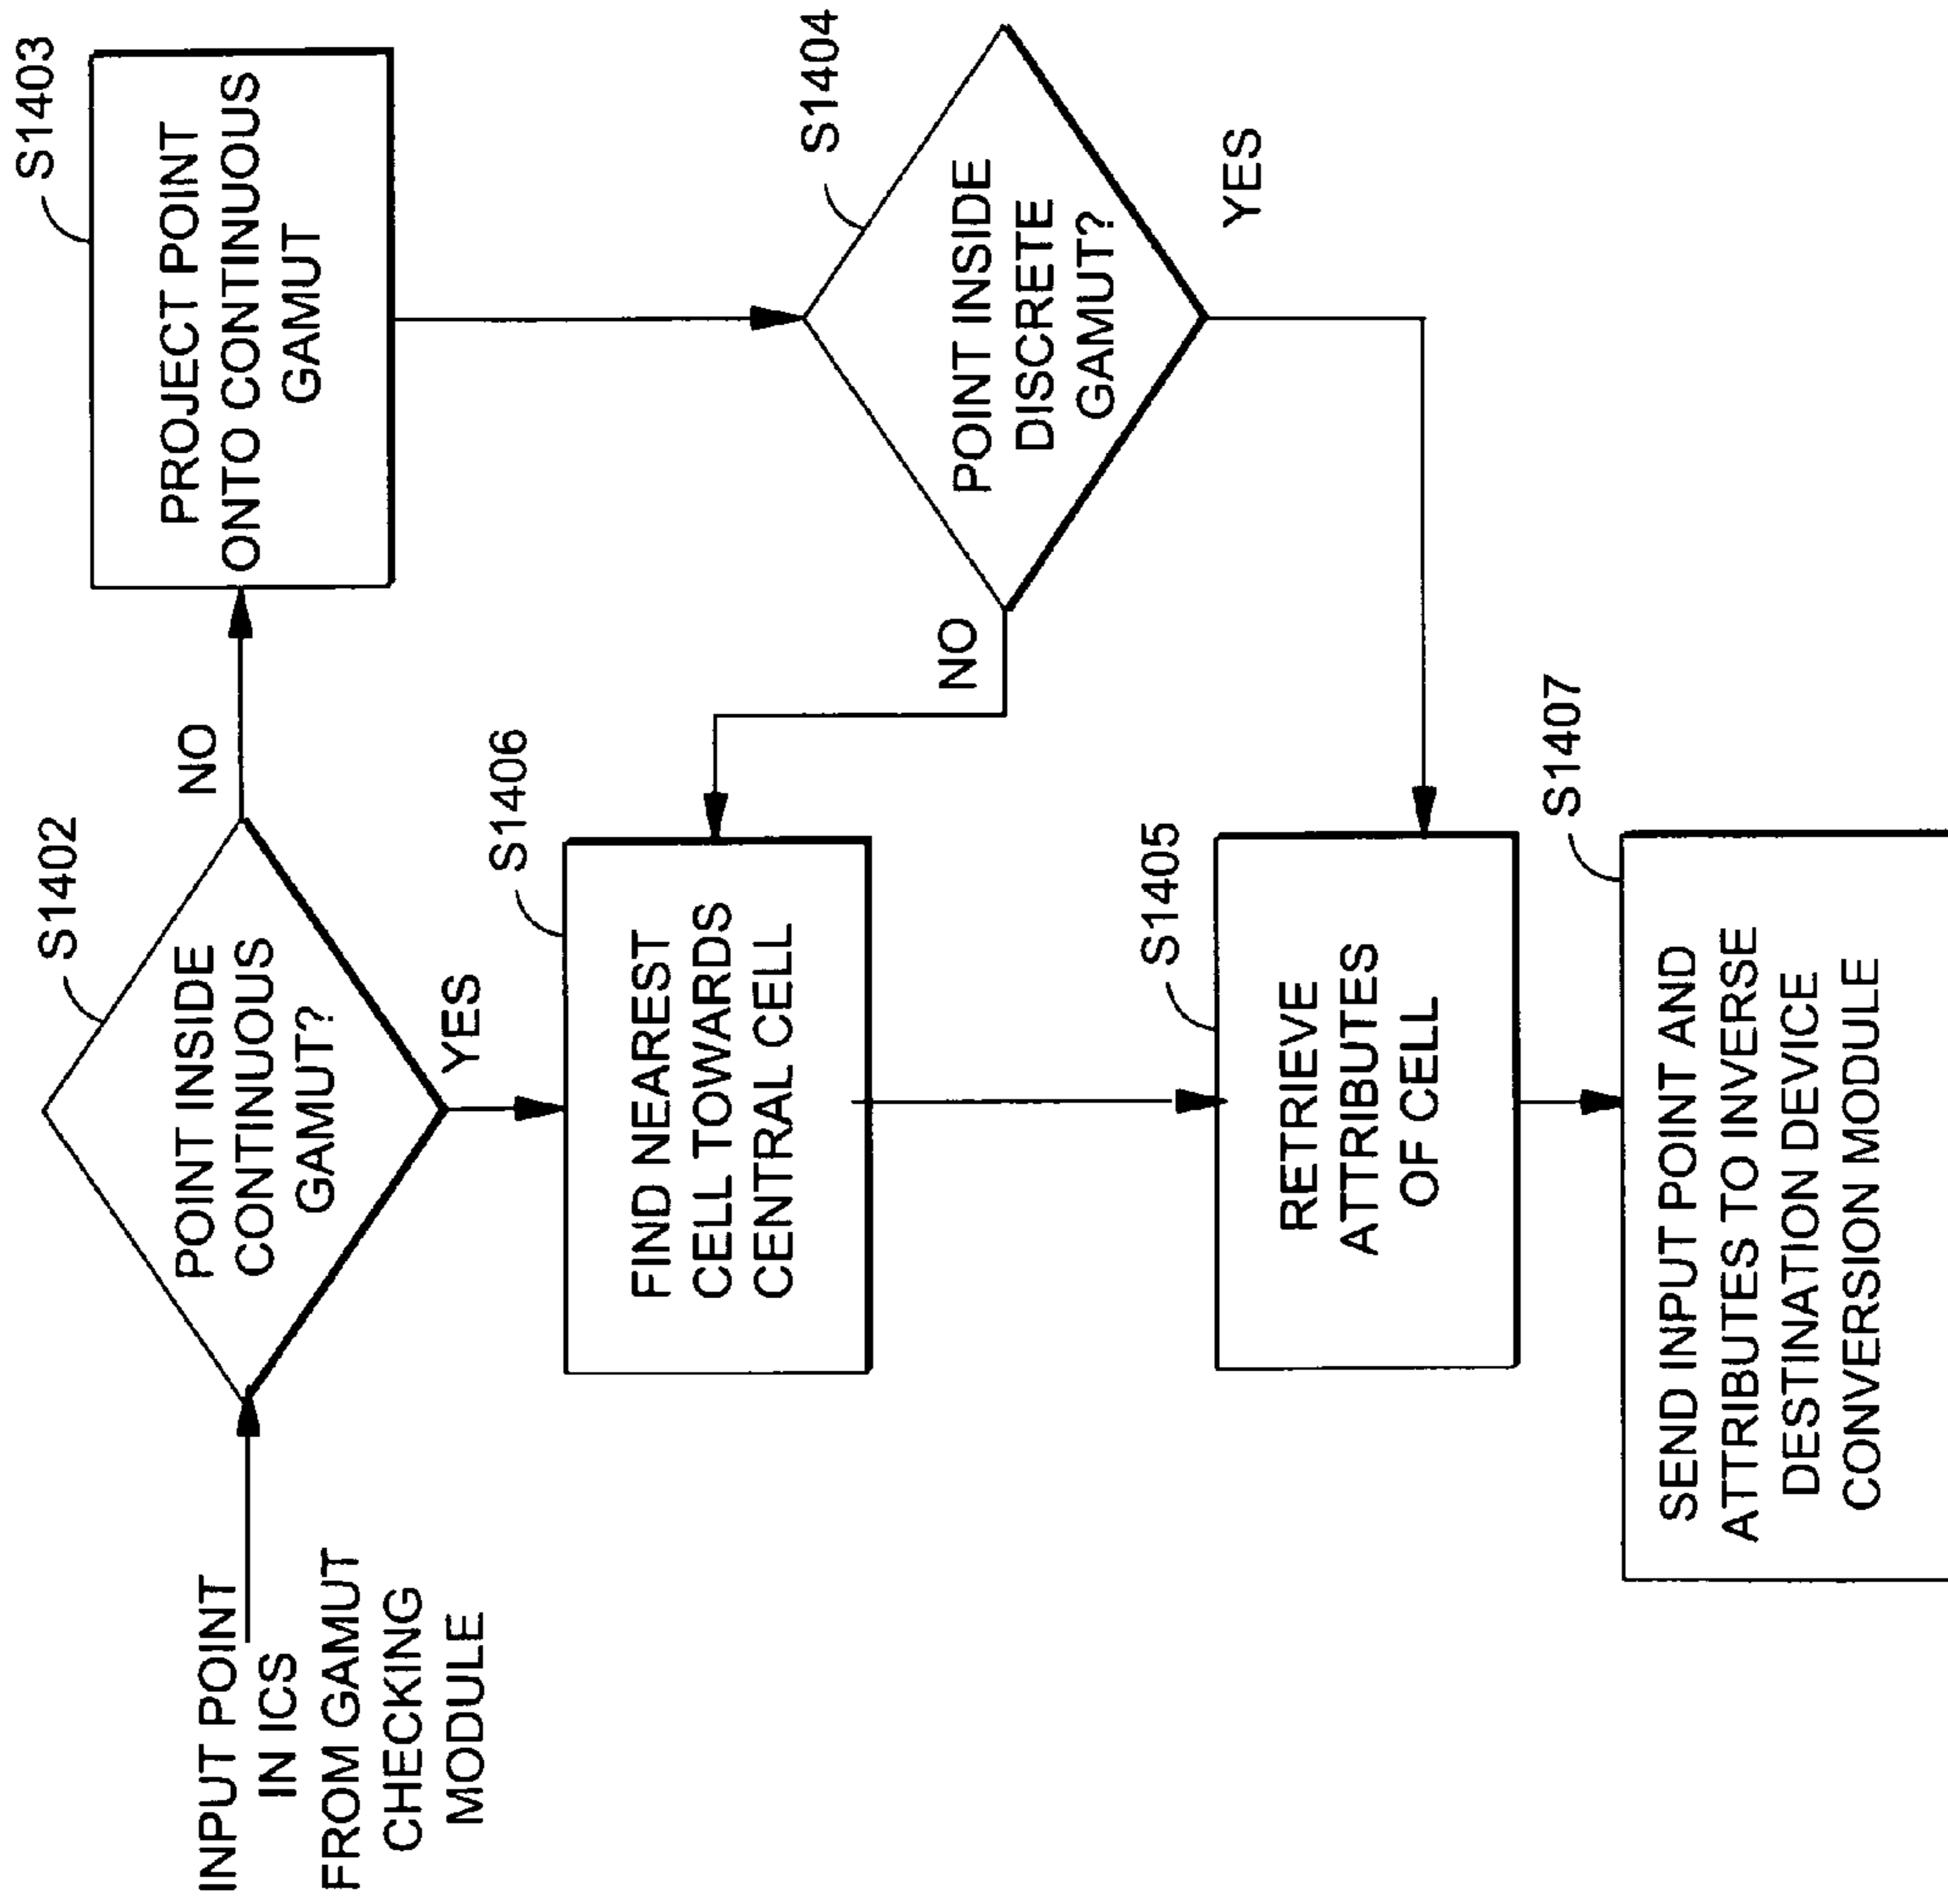 INPUT POINT
IN ICS
FROM GAMUT
CHECKING
MODULE
S1402
POINT INSIDE
CONTINUOUS
GAMUT?
NO
YES
S1403
PROJECT POINT
ONTO CONTINUOUS
GAMUT
S1404
POINT INSIDE
DISCRETE
GAMUT?
NO
YES
S1406
FIND NEAREST
CELL TOWARDS
CENTRAL CELL
S1405
RETRIEVE
ATTRIBUTES
OF CELL
S1407
SEND INPUT POINT AND
ATTRIBUTES TO INVERSE
DESTINATION DEVICE
CONVERSION MODULE